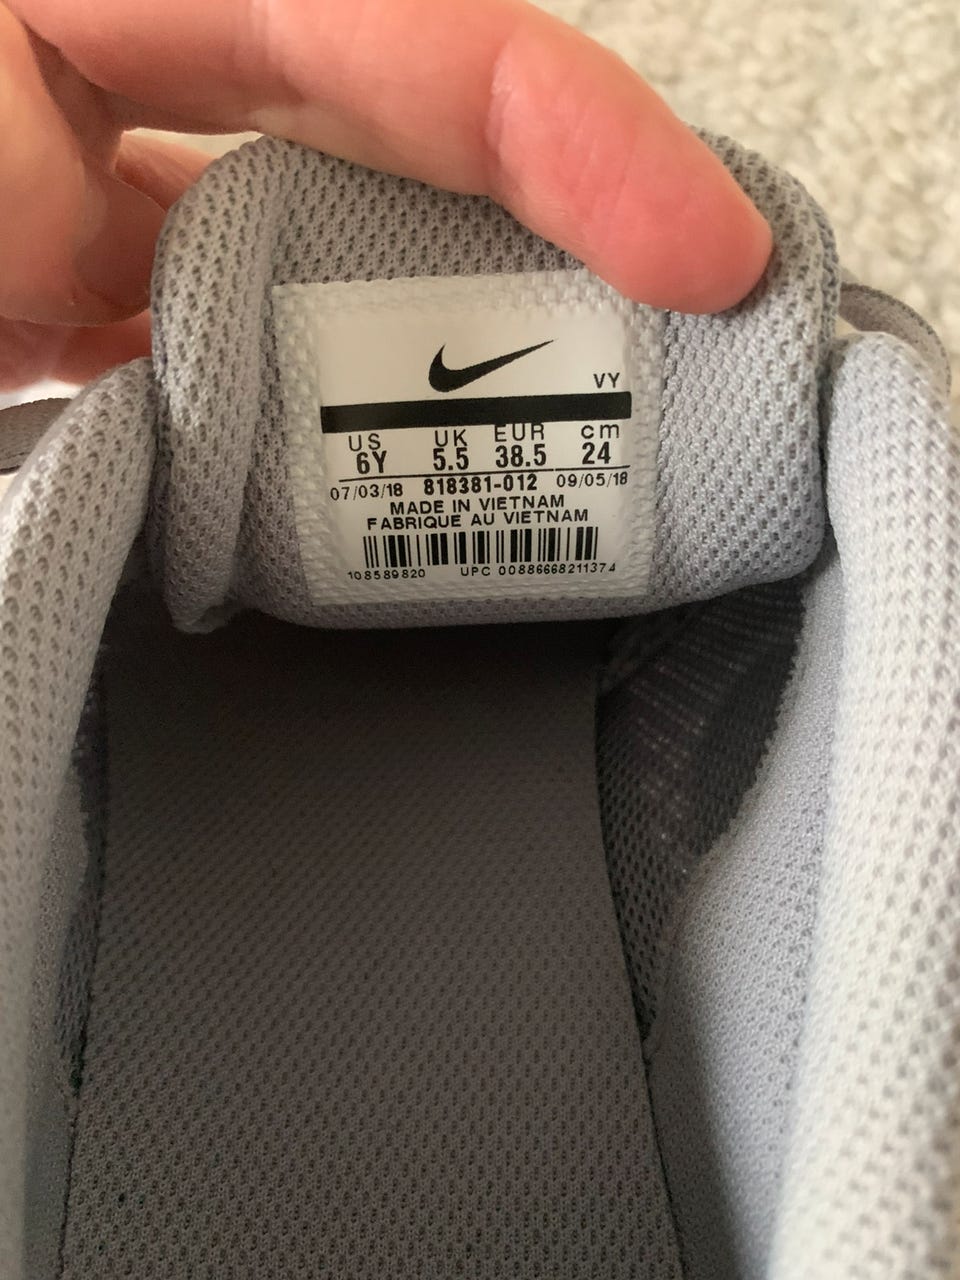 VY
US UK EUR cm
6Y 5.5 38.5 24
07/03/18 818381-012 09/05/18
MADE IN VIETNAM
FABRIQUE AU VIETNAM
108589820 UPC 00886668211374